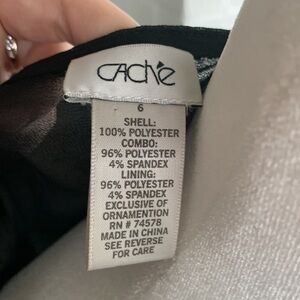 CACHÉ
6
SHELL:
100% POLYESTER
COMBO:
96% POLYESTER
4% SPANDEX
LINING:
96% POLYESTER
4% SPANDEX
EXCLUSIVE OF
ORNAMENTION
RN # 74578
MADE IN CHINA
SEE REVERSE
FOR CARE